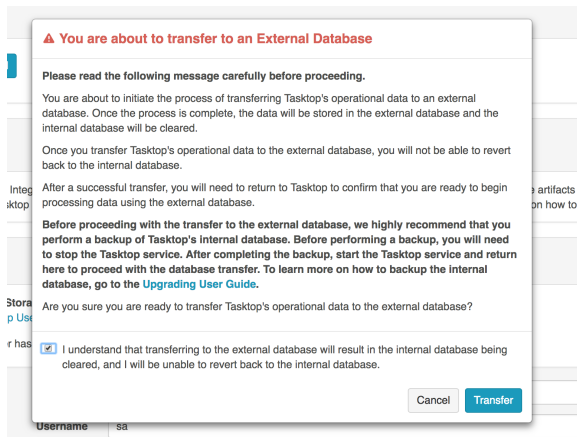 You are about to transfer to an External Database
Please read the following message carefully before proceeding.
You are about to initiate the process of transferring Tasktop's operational data to an external
database. Once the process is complete, the data will be stored in the external database and the
internal database will be cleared.
Once you transfer Tasktop's operational data to the external database, you will not be able to revert
back to the internal database.
Integ
e artifacts
After a successful transfer, you will need to return to Tasktop to confirm that you are ready to begin
sktop
on how to
processing data using the external database.
Before proceeding with the transfer to the external database, we highly recommend that you
perform a backup of Tasktop's internal database. Before performing a backup, you will need
to stop the Tasktop service. After completing the backup, start the Tasktop service and return
here to proceed with the database transfer. To learn more on how to backup the internal
database, go to the Upgrading User Guide.
Stora
Are you sure you are ready to transfer Tasktop's operational data to the external database?
p Use
r has
I understand that transferring to the external database will result in the internal database being
cleared, and I will be unable to revert back to the internal database.
Cancel Transfer
Username sa